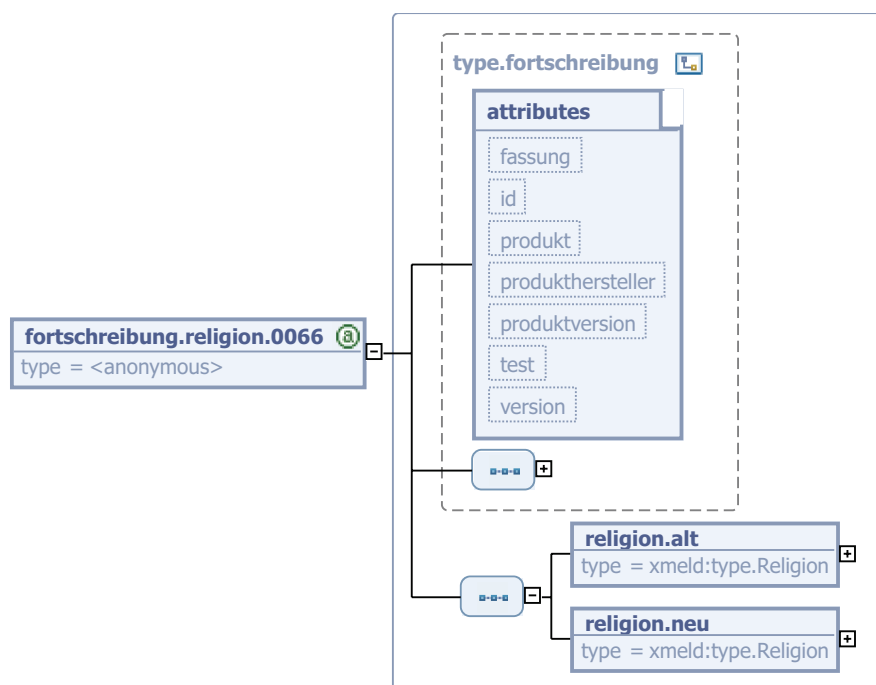 type.fortschreibung
attributes
fassung
id
produkt
produkthersteller
produktversion
test
version
fortschreibung.religion.0066
type = <anonymous>
religion.alt
type = xmeld:type.Religion
religion.neu
type = xmeld:type.Religion